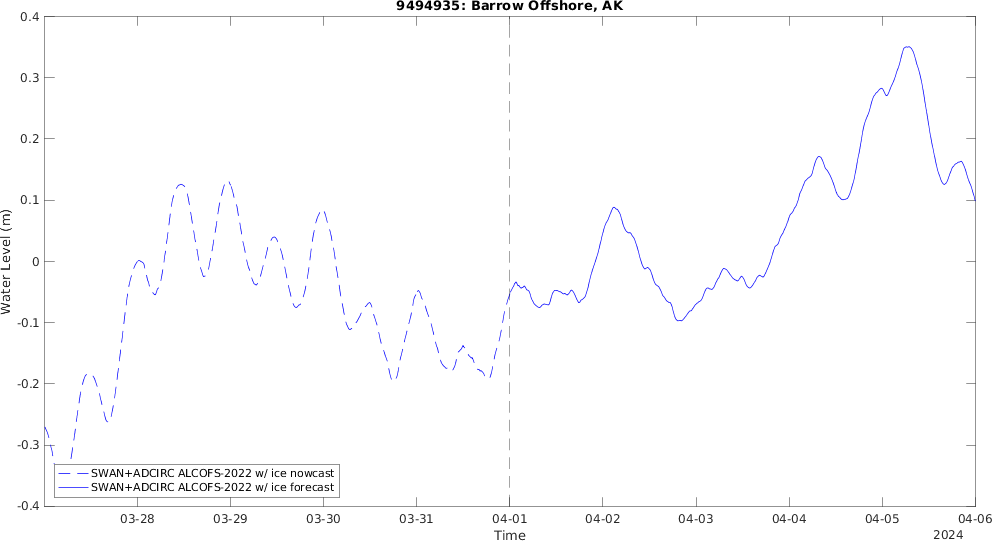 9494935: Barrow Offshore, AK
0.4
0.3
0.2
0.1
0
-0.1
-0.2
-0.3
-0.4
Water Level (m)
SWAN+ADCIRC ALCOFS-2022 w/ ice nowcast
SWAN+ADCIRC ALCOFS-2022 w/ ice forecast
03-28 03-29 03-30 03-31 04-01 04-02 04-03 04-04 04-05 04-06
Time
2024